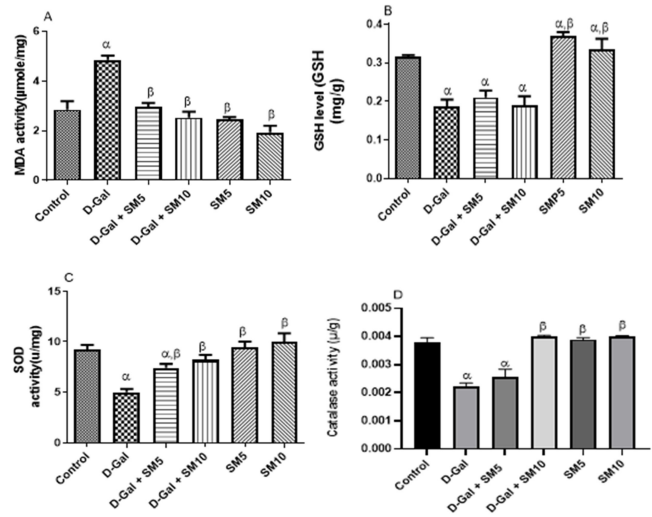 A
MDA activity(µmole/mg)
6
4
2
0
α
β
β
β
β
Control
D-Gal
D-Gal + SM5
D-Gal + SM10
SM5
SM10
B
GSH level (GSH
(mg/g)
0.4
0.3
0.2
0.1
0.0
α
α
α
α,β
α,β
Control
D-Gal
D-Gal + SM5
D-Gal + SM10
SMP5
SM10
C
SOD
activity(u/mg)
15
10
5
0
α
α,β
β
β
β
Control
D-Gal
D-Gal + SM5
D-Gal + SM10
SM5
SM10
D
Catalase activity (µ/g)
0.005
0.004
0.003
0.002
0.001
0.000
α
α
β
β
β
Control
D-Gal
D-Gal + SM5
D-Gal + SM10
SM5
SM10